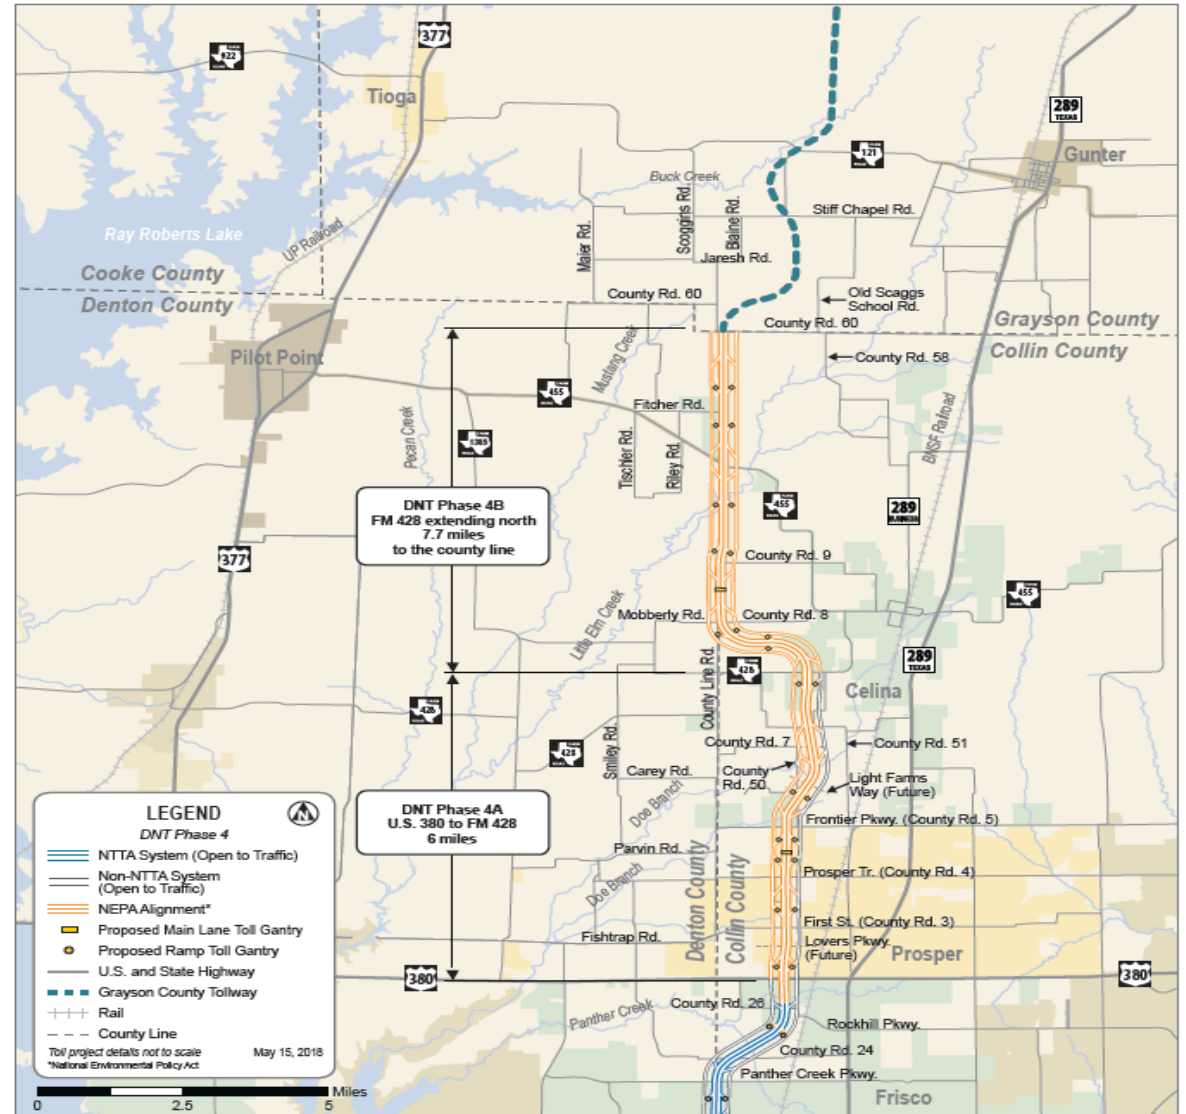 377
922
Tioga
289
TEXAS
121
Gunter
Buck Creek
Scoggins Rd.
Maier Rd.
Blaine Rd.
Stiff Chapel Rd.
Ray Roberts Lake
UP Railroad
Jaresh Rd.
Cooke County
Denton County
County Rd. 60
Old Scaggs
School Rd.
County Rd. 60
Grayson County
Collin County
Pilot Point
Mustang Creek
County Rd. 58
455
Fitcher Rd.
Pecan Creek
1385
Tischler Rd.
Riley Rd.
BNSF Railroad
DNT Phase 4B
FM 428 extending north
7.7 miles
to the county line
455
289
BUSINESS
377
County Rd. 9
455
Little Elm Creek
Mobberly Rd.
County Rd. 8
County Line Rd.
428
289
TEXAS
Celina
428
428
Smiley Rd.
County Rd. 7
County Rd. 51
Carey Rd.
County
Rd. 50
Light Farms
Way (Future)
Doe Branch
DNT Phase 4A
U.S. 380 to FM 428
6 miles
Frontier Pkwy. (County Rd. 5)
Parvin Rd.
Doe Branch
Denton County
Collin County
Prosper Tr. (County Rd. 4)
First St. (County Rd. 3)
Fishtrap Rd.
Lovers Pkwy.
(Future)
Prosper
380
380
County Rd. 26
Panther Creek
Rockhill Pkwy.
County Rd. 24
Panther Creek Pkwy.
Frisco
LEGEND
N
DNT Phase 4
NTTA System (Open to Traffic)
Non-NTTA System
(Open to Traffic)
NEPA Alignment*
Proposed Main Lane Toll Gantry
Proposed Ramp Toll Gantry
U.S. and State Highway
Grayson County Tollway
Rail
County Line
Toll project details not to scale
May 15, 2018
*National Environmental Policy Act
Miles
0
2.5
5